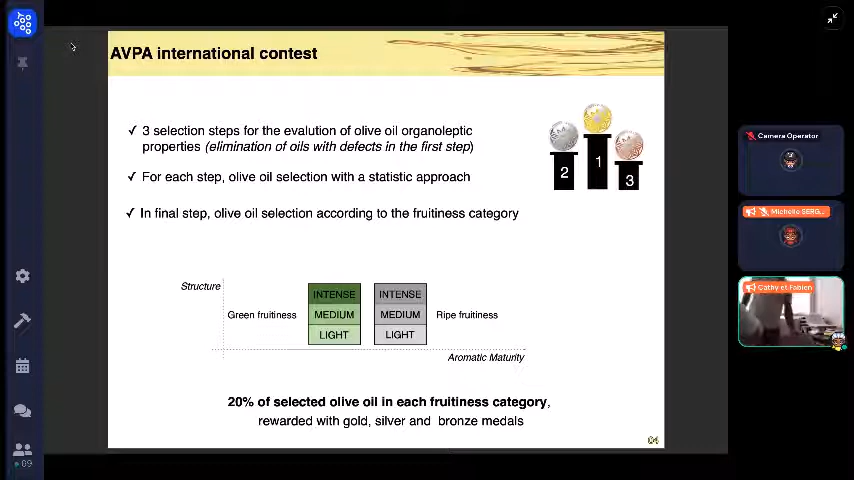 AVPA international contest
✓ 3 selection steps for the evalution of olive oil organoleptic
properties (elimination of oils with defects in the first step)
✓ For each step, olive oil selection with a statistic approach
✓ In final step, olive oil selection according to the fruitiness category
2 1 3
Structure
Green fruitiness
INTENSE
MEDIUM
LIGHT
INTENSE
MEDIUM
LIGHT
Ripe fruitiness
Aromatic Maturity
20% of selected olive oil in each fruitiness category,
rewarded with gold, silver and bronze medals
64
Camera Operator
Michelle SERG...
Cathy et Fabien
69